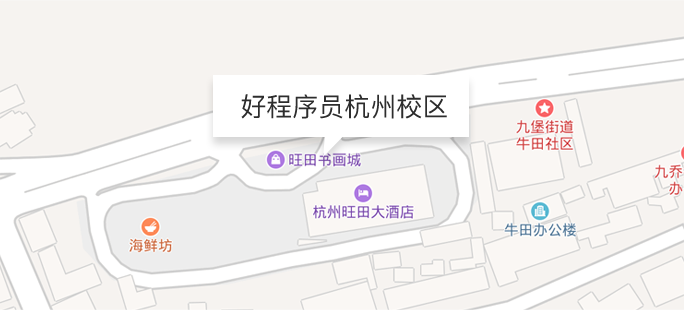 好程序员杭州校区
九堡街道
牛田社区
旺田书画城
九乔
办
杭州旺田大酒店
牛田办公楼
海鲜坊